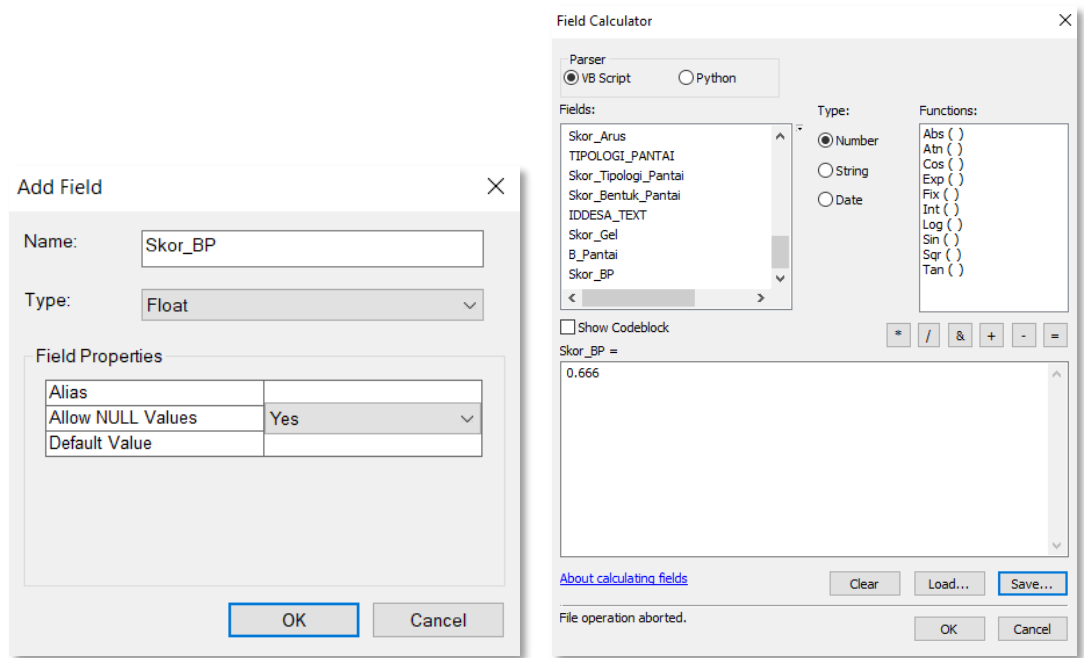 Add Field
Name:
Skor_BP
Type:
Float
Field Properties
Alias
Allow NULL Values Yes
Default Value
OK Cancel
Field Calculator
Parser
VB Script Python
Fields:
Skor_Arus
TIPOLOGI_PANTAI
Skor_Tipologi_Pantai
Skor_Bentuk_Pantai
IDDESA_TEXT
Skor_Gel
B_Pantai
Skor_BP
Type:
Number
String
Date
Functions:
Abs ( )
Atn ( )
Cos ( )
Exp ( )
Fix ( )
Int ( )
Log ( )
Sin ( )
Sqr ( )
Tan ( )
Show Codeblock
* / & + - =
Skor_BP =
0.666
About calculating fields
Clear Load... Save...
File operation aborted.
OK Cancel